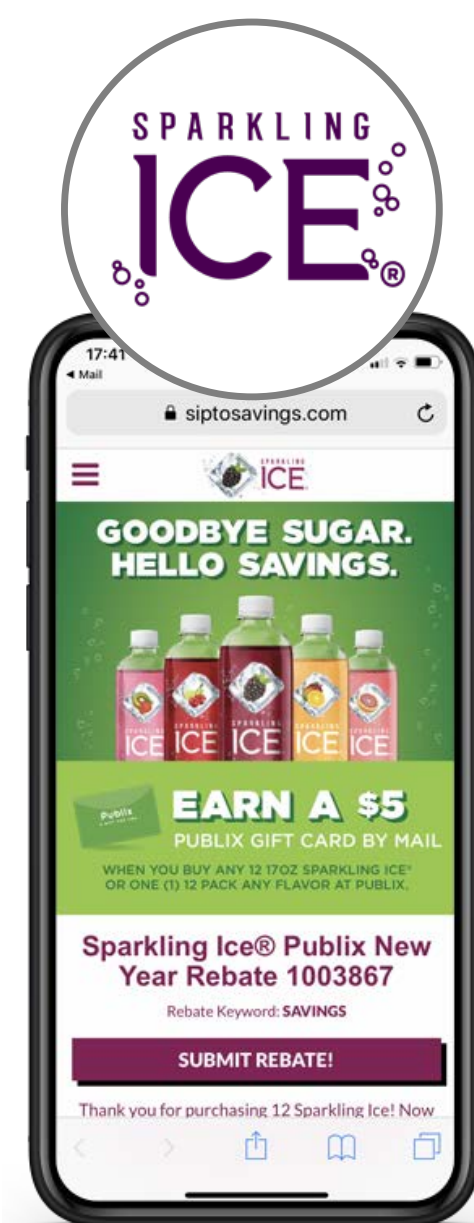 SPARKLING
ICE®
17:41
Mail
siptosavings.com
SPARKLING
ICE
GOODBYE SUGAR.
HELLO SAVINGS.
SPARKLING
ICE ICE ICE ICE ICE
Publix
EARN A $5
PUBLIX GIFT CARD BY MAIL
WHEN YOU BUY ANY 12 17OZ SPARKLING ICE®
OR ONE (1) 12 PACK ANY FLAVOR AT PUBLIX.
Sparkling Ice® Publix New
Year Rebate 1003867
Rebate Keyword: SAVINGS
SUBMIT REBATE!
Thank you for purchasing 12 Sparkling Ice! Now